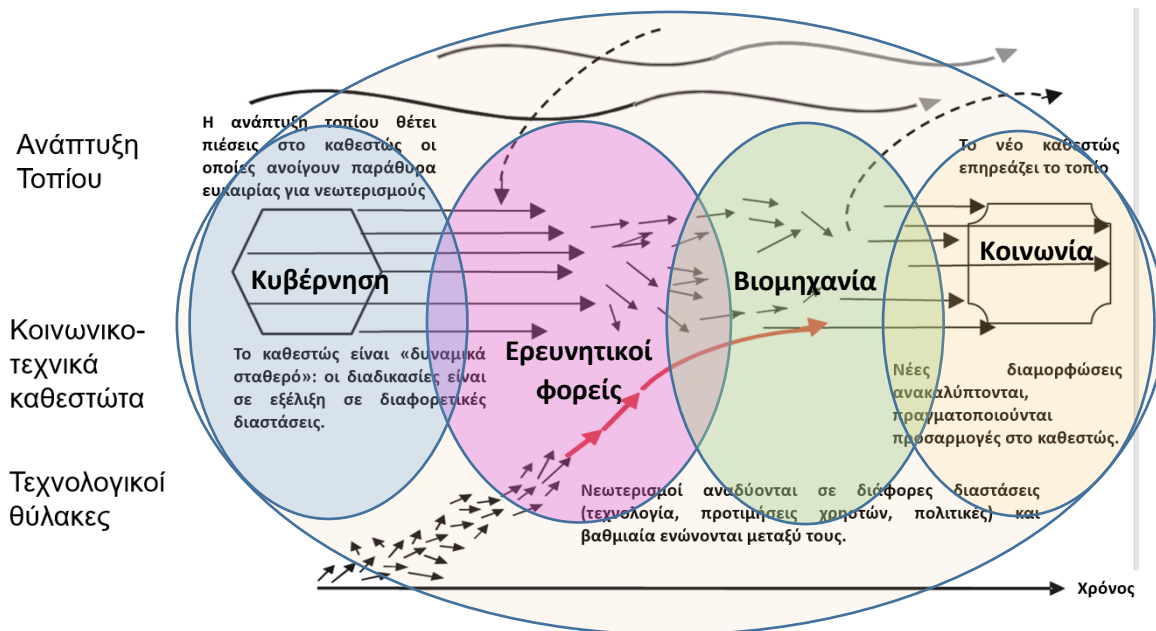 Ανάπτυξη
Τοπίου
Η ανάπτυξη τοπίου θέτει
πιέσεις στο καθεστώς οι
οποίες ανοίγουν παράθυρα
ευκαιρίας για νεωτερισμούς
Το νέο καθεστώς
επηρεάζει το τοπίο
Κυβέρνηση
Ερευνητικοί
φορείς
Βιομηχανία
Κοινωνία
Κοινωνικο-
τεχνικά
καθεστώτα
Το καθεστώς είναι «δυναμικά
σταθερό»: οι διαδικασίες είναι
σε εξέλιξη σε διαφορετικές
διαστάσεις.
Νέες διαμορφώσεις
ανακαλύπτονται,
πραγματοποιούνται
προσαρμογές στο καθεστώς.
Τεχνολογικοί
θύλακες
Νεωτερισμοί αναδύονται σε διάφορες διαστάσεις
(τεχνολογία, προτιμήσεις χρηστών, πολιτικές) και
βαθμιαία ενώνονται μεταξύ τους.
Χρόνος